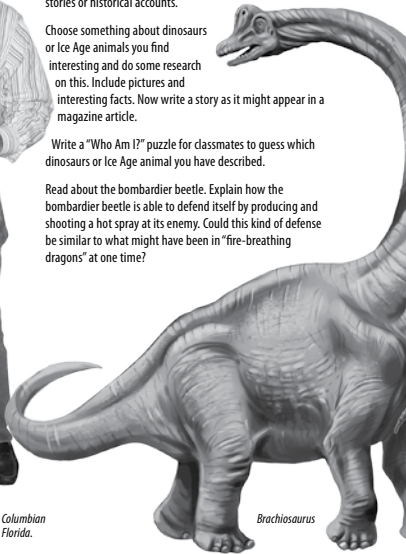 stories or historical accounts.
Choose something about dinosaurs
or Ice Age animals you find
interesting and do some research
on this. Include pictures and
interesting facts. Now write a story as it might appear in a
magazine article.
Write a “Who Am I?” puzzle for classmates to guess which
dinosaurs or Ice Age animal you have described.
Read about the bombardier beetle. Explain how the
bombardier beetle is able to defend itself by producing and
shooting a hot spray at its enemy. Could this kind of defense
be similar to what might have been in “fire-breathing
dragons” at one time?
Columbian
Florida.
Brachiosaurus